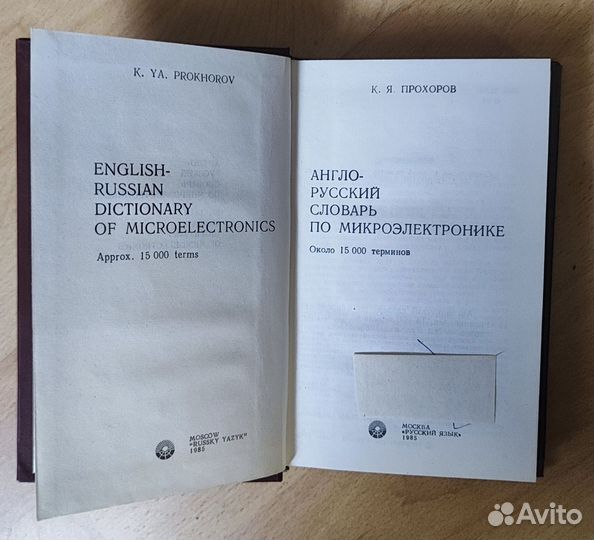 K. YA. PROKHOROV
ENGLISH-
RUSSIAN
DICTIONARY
OF MICROELECTRONICS
Approx. 15 000 terms
MOSCOW
"RUSSKY YAZYK"
1985
К. Я. ПРОХОРОВ
АНГЛО-
РУССКИЙ
СЛОВАРЬ
ПО МИКРОЭЛЕКТРОНИКЕ
Около 15 000 терминов
МОСКВА
«РУССКИЙ ЯЗЫК»
1985
Avito